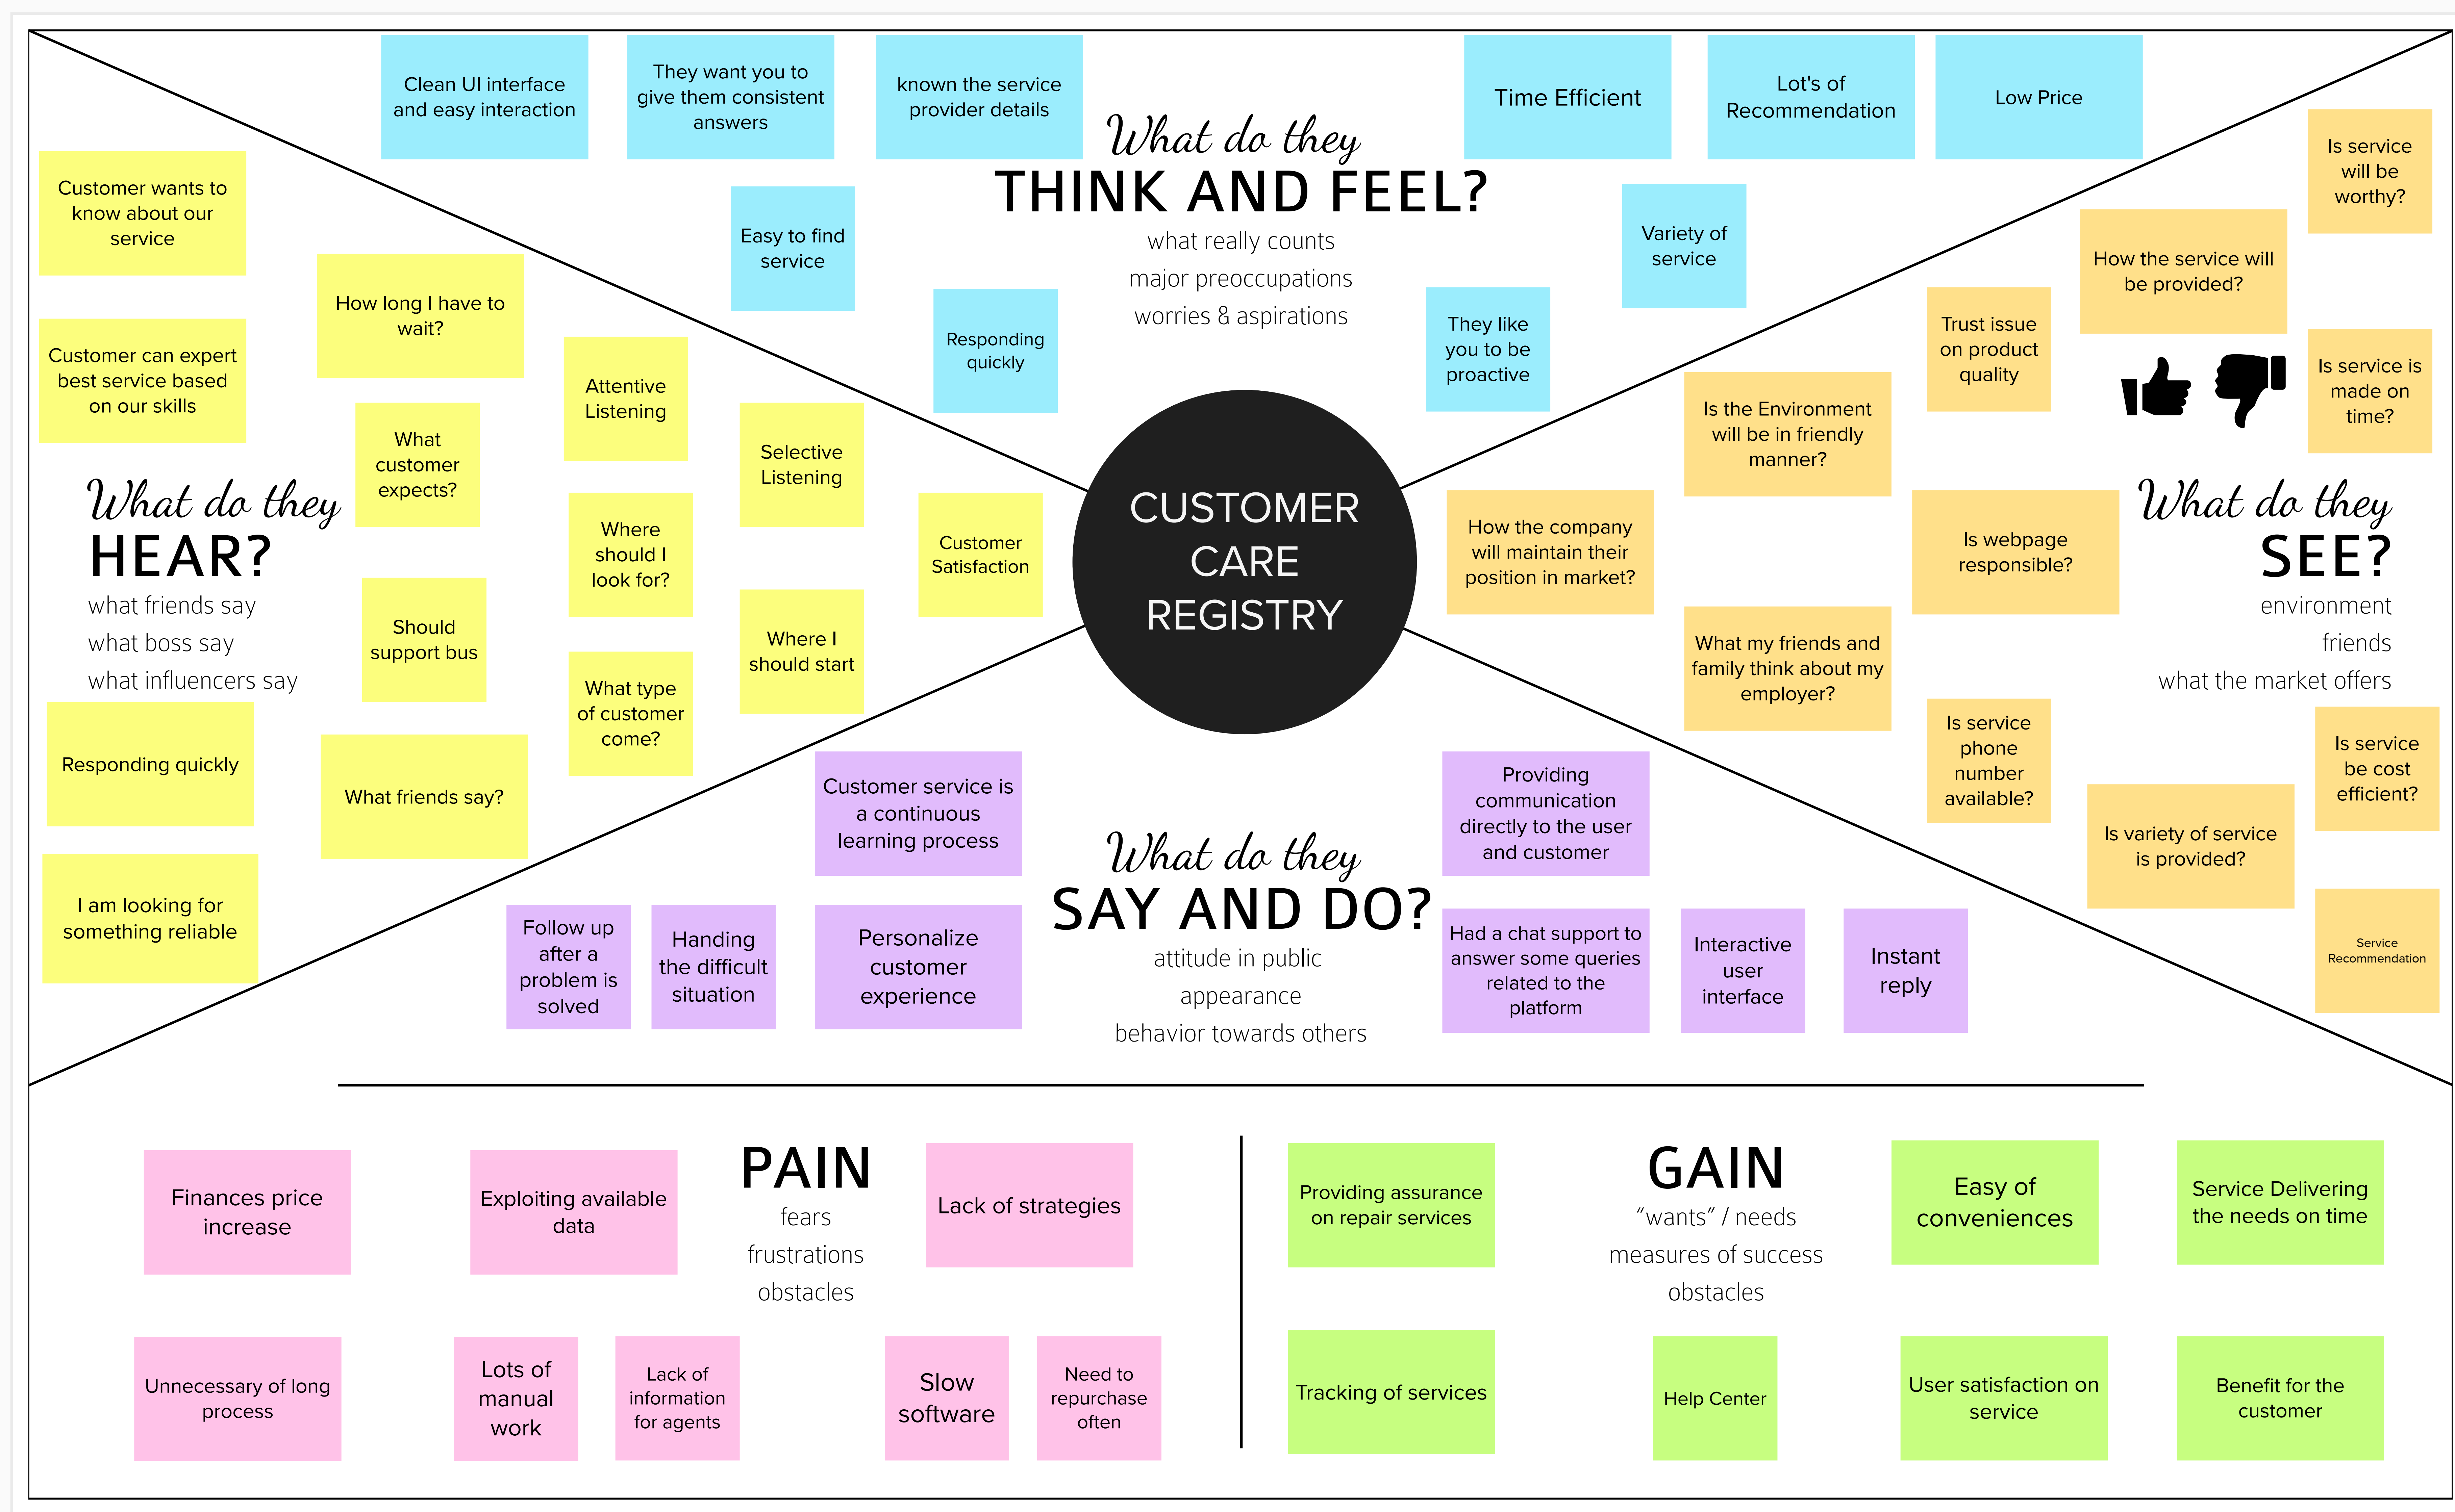 Clean UI interface
and easy interaction
They want you to
give them consistent
answers
known the service
provider details
Time Efficient
Lot's of
Recommendation
Low Price
What do they
THINK AND FEEL?
what really counts
major preoccupations
worries & aspirations
Easy to find
service
Responding
quickly
Variety of
service
They like
you to be
proactive
Customer wants to
know about our
service
How long I have to
wait?
Customer can expert
best service based
on our skills
Attentive
Listening
What
customer
expects?
Selective
Listening
What do they
HEAR?
what friends say
what boss say
what influencers say
Where
should I
look for?
Customer
Satisfaction
Should
support bus
Where I
should start
What type
of customer
come?
Responding quickly
What friends say?
I am looking for
something reliable
CUSTOMER
CARE
REGISTRY
Is service
will be
worthy?
How the service will
be provided?
Trust issue
on product
quality
Is service is
made on
time?
Is the Environment
will be in friendly
manner?
How the company
will maintain their
position in market?
Is webpage
responsible?
What do they
SEE?
environment
friends
what the market offers
What my friends and
family think about my
employer?
Is service
phone
number
available?
Is service
be cost
efficient?
Is variety of service
is provided?
Service
Recommendation
Customer service is
a continuous
learning process
Providing
communication
directly to the user
and customer
What do they
SAY AND DO?
attitude in public
appearance
behavior towards others
Follow up
after a
problem is
solved
Handing
the difficult
situation
Personalize
customer
experience
Had a chat support to
answer some queries
related to the
platform
Interactive
user
interface
Instant
reply
PAIN
fears
frustrations
obstacles
Finances price
increase
Exploiting available
data
Lack of strategies
Unnecessary of long
process
Lots of
manual
work
Lack of
information
for agents
Slow
software
Need to
repurchase
often
GAIN
“wants” / needs
measures of success
obstacles
Providing assurance
on repair services
Easy of
conveniences
Service Delivering
the needs on time
Tracking of services
Help Center
User satisfaction on
service
Benefit for the
customer